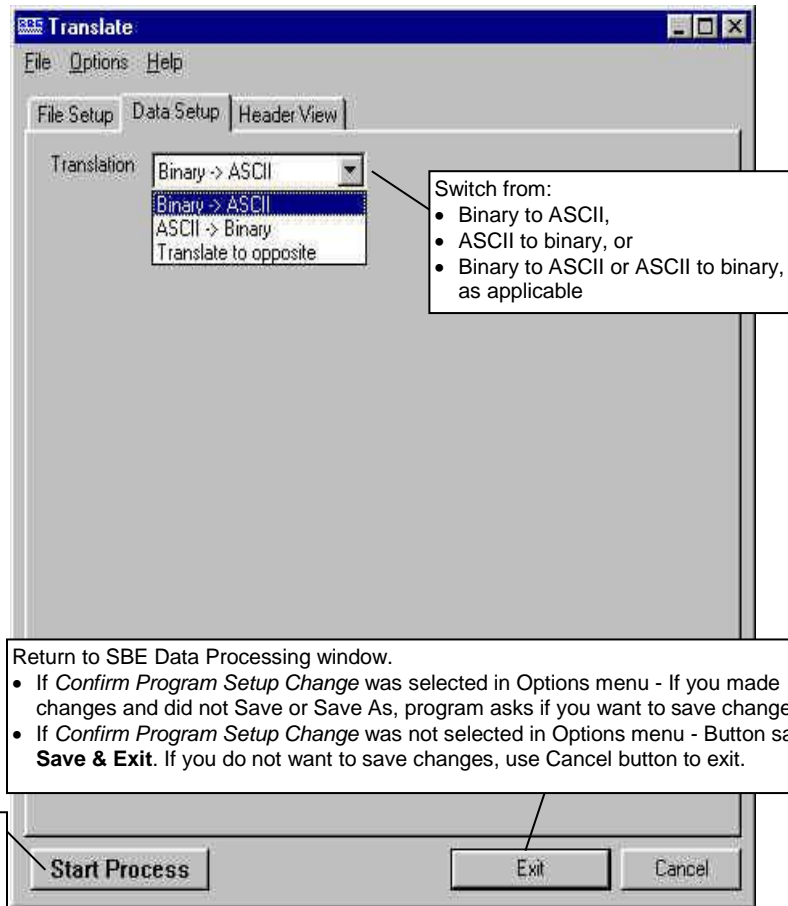 SBE Translate
File Options Help
File Setup Data Setup Header View
Translation Binary -> ASCII
Binary -> ASCII
ASCII -> Binary
Translate to opposite
Switch from:
• Binary to ASCII,
• ASCII to binary, or
• Binary to ASCII or ASCII to binary,
as applicable
Return to SBE Data Processing window.
• If Confirm Program Setup Change was selected in Options menu - If you made
changes and did not Save or Save As, program asks if you want to save change
• If Confirm Program Setup Change was not selected in Options menu - Button sa
Save & Exit. If you do not want to save changes, use Cancel button to exit.
Start Process Exit Cancel